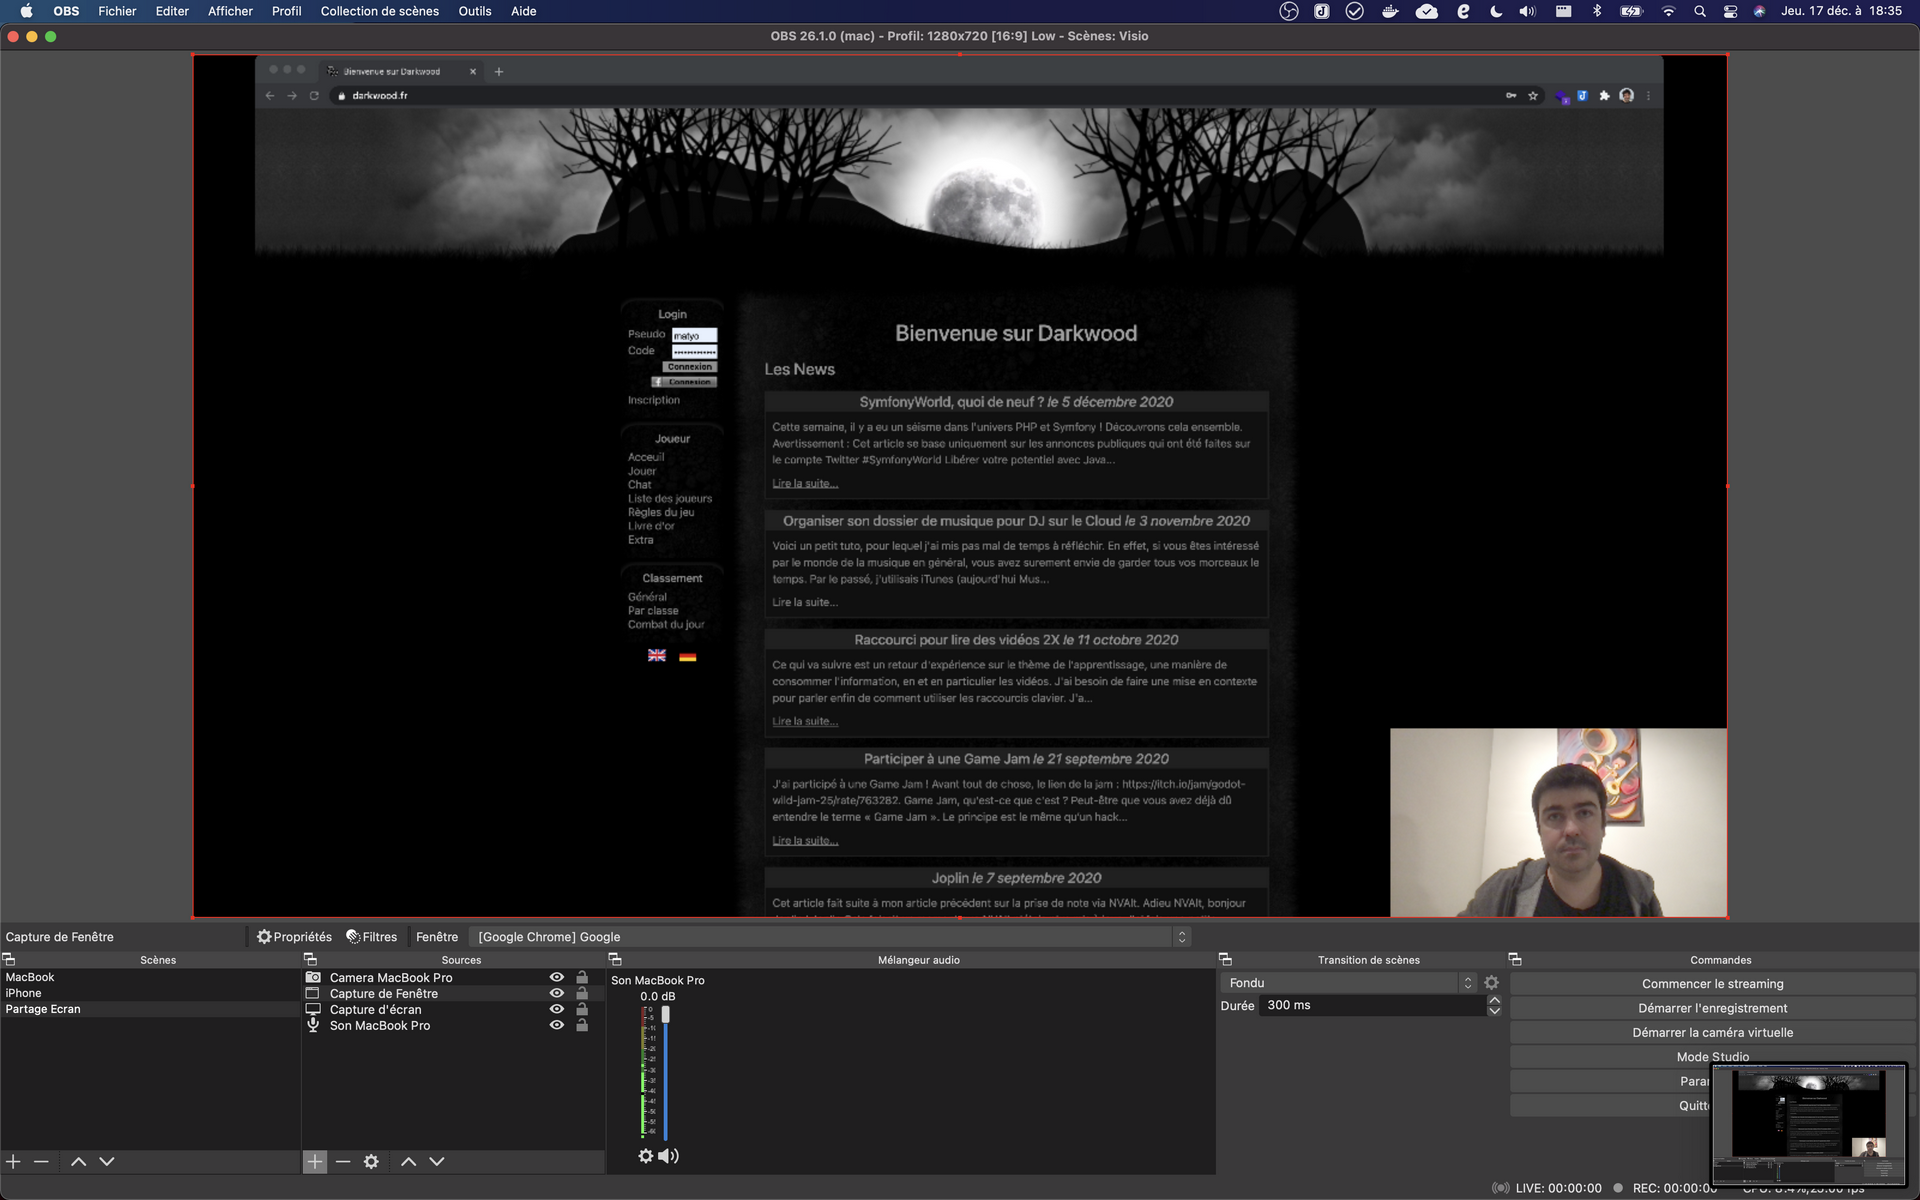 OBS Fichier Editer Afficher Profil Collection de scènes Outils Aide
Jeu. 17 déc. à 18:35
OBS 26.1.0 (mac) - Profil: 1280x720 [16:9] Low - Scènes: Visio
Bienvenue sur Darkwood
darkwood.fr
Login
Pseudo matyo
Code
Connexion
Connexion
Inscription
Joueur
Acceuil
Jouer
Chat
Liste des joueurs
Règles du jeu
Livre d'or
Extra
Classement
Général
Par classe
Combat du jour
Bienvenue sur Darkwood
Les News
SymfonyWorld, quoi de neuf ? le 5 décembre 2020
Cette semaine, il y a eu un séisme dans l'univers PHP et Symfony ! Découvrons cela ensemble.
Avertissement : Cet article se base uniquement sur les annonces publiques qui ont été faites sur
le compte Twitter #SymfonyWorld Libérer votre potentiel avec Java...
Lire la suite...
Organiser son dossier de musique pour DJ sur le Cloud le 3 novembre 2020
Voici un petit tuto, pour lequel j'ai mis pas mal de temps à réfléchir. En effet, si vous êtes intéressé
par le monde de la musique en général, vous avez surement envie de garder tous vos morceaux le
temps. Par le passé, j'utilisais iTunes (aujourd'hui Mus...
Lire la suite...
Raccourci pour lire des vidéos 2X le 11 octobre 2020
Ce qui va suivre est un retour d'expérience sur le thème de l'apprentissage, une manière de
consommer l'information, en et en particulier les vidéos. J'ai besoin de faire une mise en contexte
pour parler enfin de comment utiliser les raccourcis clavier. J'a...
Lire la suite...
Participer à une Game Jam le 21 septembre 2020
J'ai participé à une Game Jam ! Avant tout de chose, le lien de la jam : https://itch.io/jam/godot-
wild-jam-25/rate/763282. Game Jam, qu'est-ce que c'est ? Peut-être que vous avez déjà dû
entendre le terme « Game Jam ». Le principe est le même qu'un hack...
Lire la suite...
Joplin le 7 septembre 2020
Cet article fait suite à mon article précédent sur la prise de note via NVAlt. Adieu NVAlt, bonjour
Capture de Fenêtre
Propriétés Filtres Fenêtre [Google Chrome] Google
Scènes
MacBook
iPhone
Partage Ecran
Sources
Camera MacBook Pro
Capture de Fenêtre
Capture d'écran
Son MacBook Pro
Mélangeur audio
Son MacBook Pro
0.0 dB
Transition de scènes
Fondu
Durée 300 ms
Commandes
Commencer le streaming
Démarrer l'enregistrement
Démarrer la caméra virtuelle
Mode Studio
Para
Quitt
LIVE: 00:00:00 REC: 00:00:00